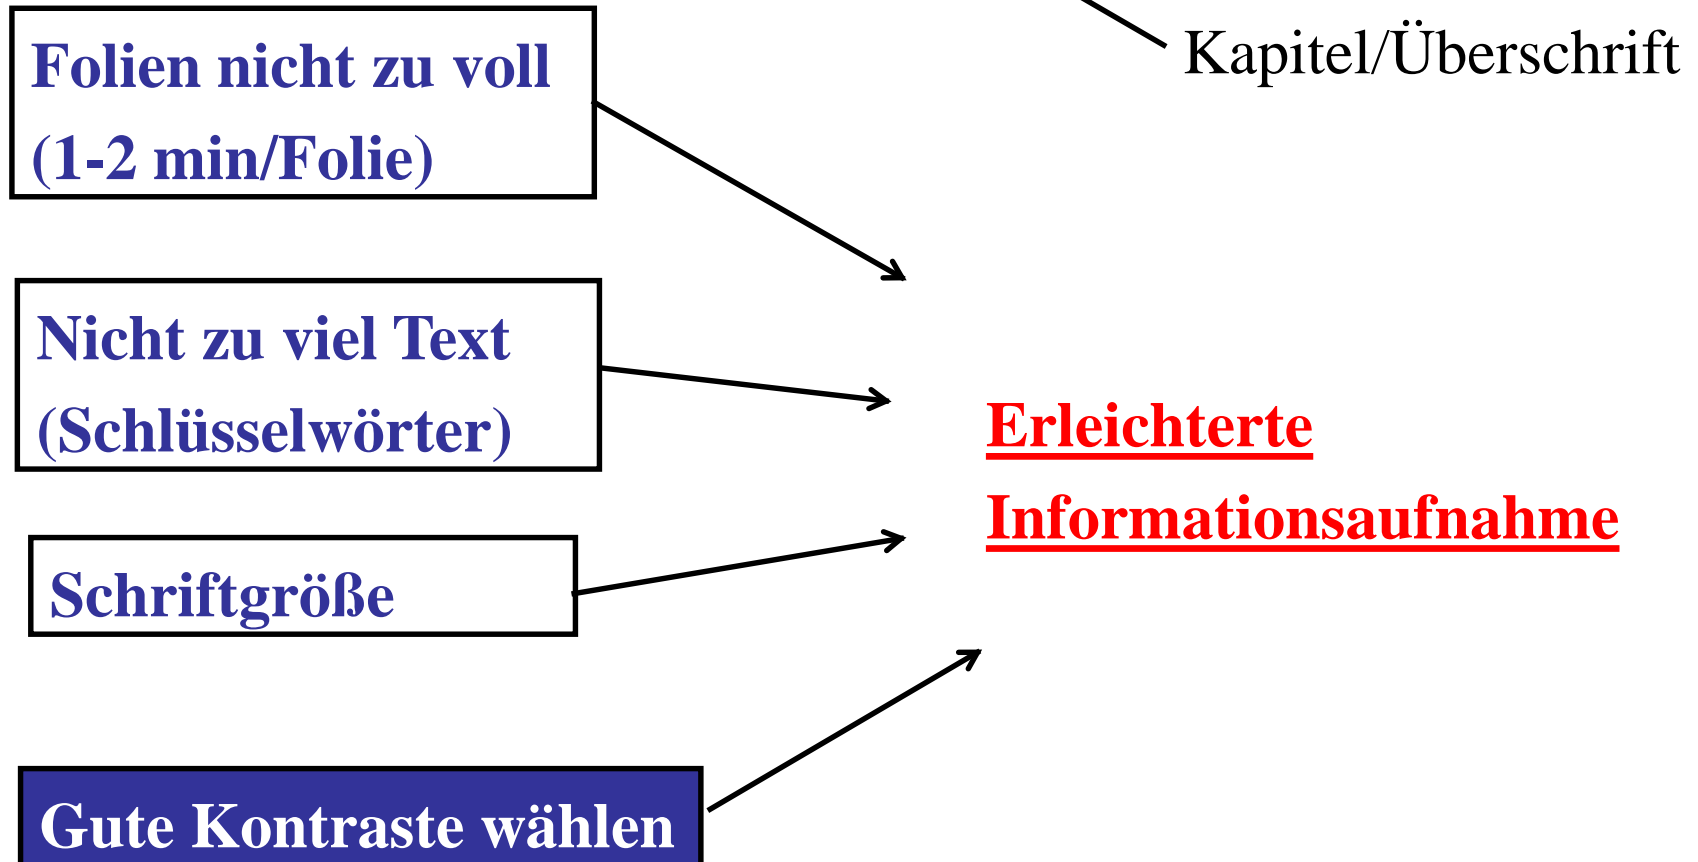 Kapitel/Überschrift
Folien nicht zu voll
(1-2 min/Folie)
Nicht zu viel Text
(Schlüsselwörter)
Erleichterte
Informationsaufnahme
Schriftgröße
Gute Kontraste wählen